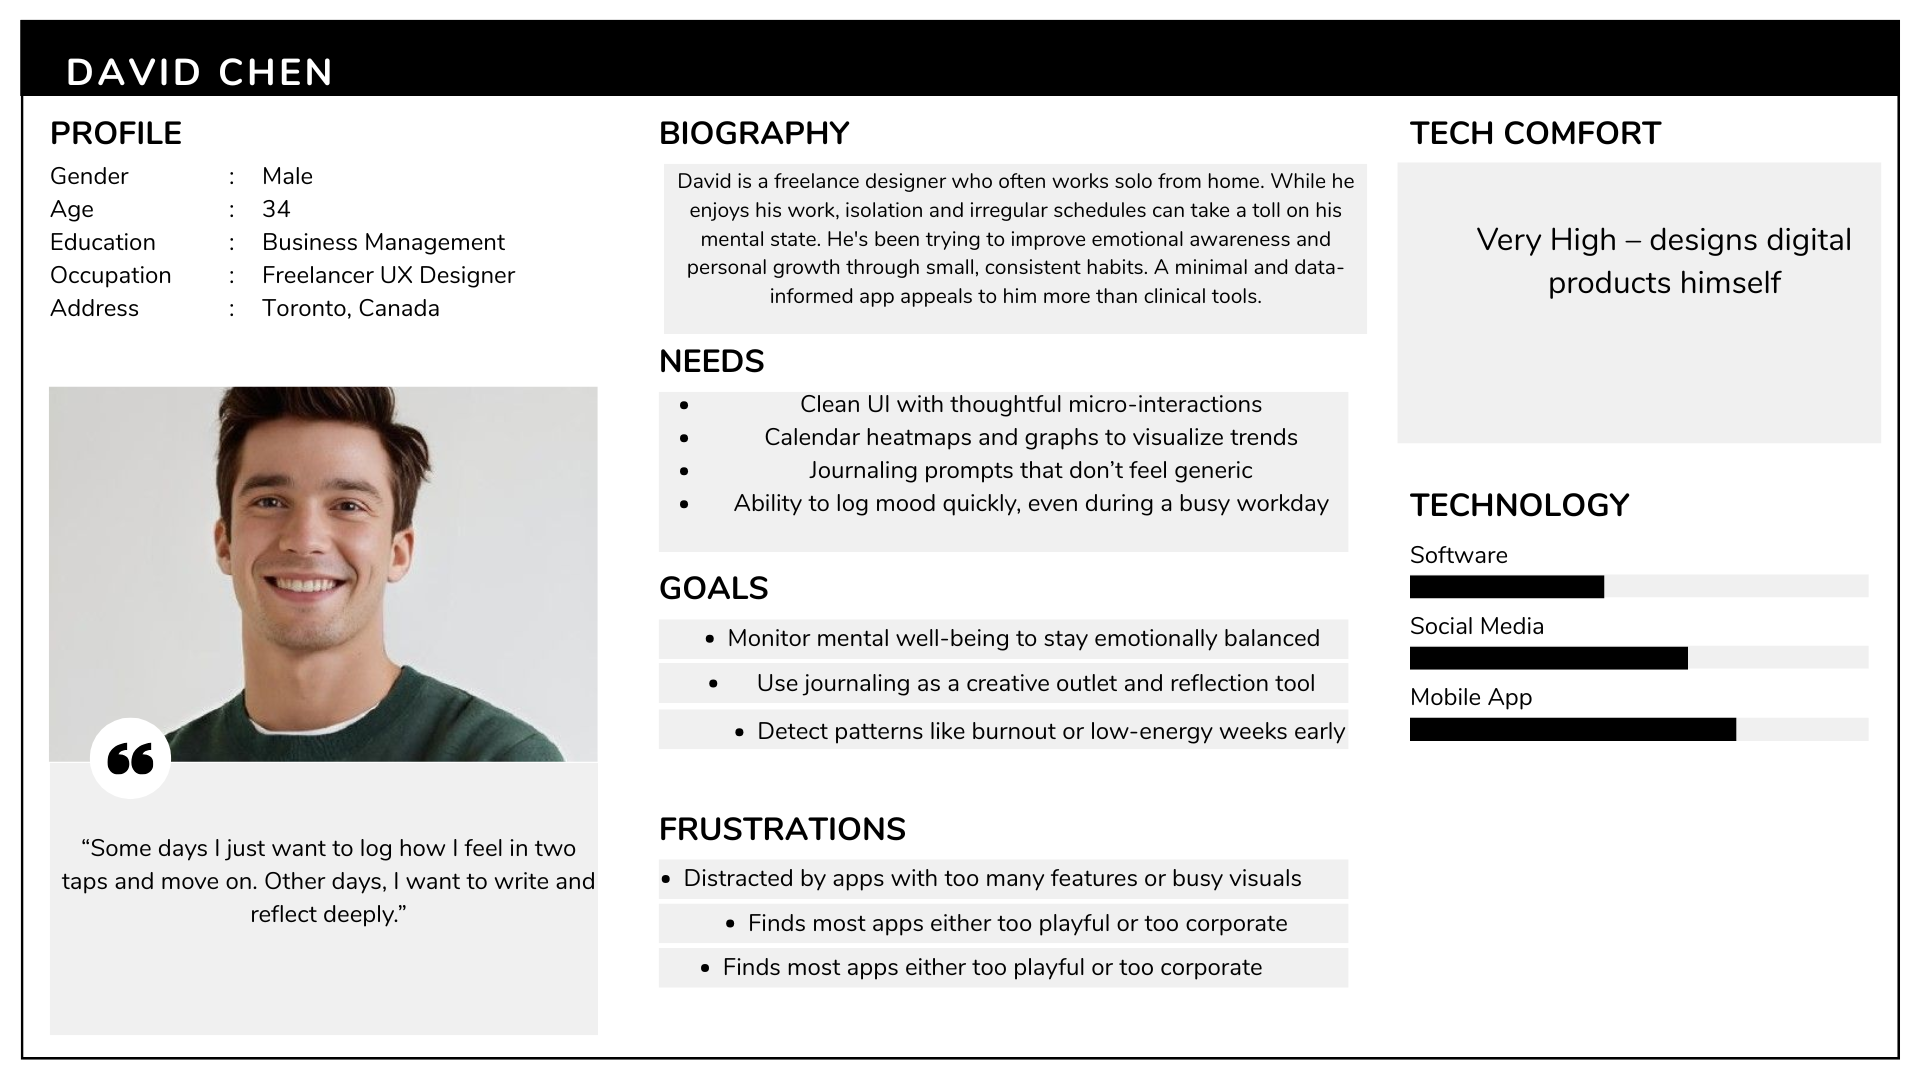 DAVID CHEN
PROFILE
Gender : Male
Age : 34
Education : Business Management
Occupation : Freelancer UX Designer
Address : Toronto, Canada
“Some days I just want to log how I feel in two
taps and move on. Other days, I want to write and
reflect deeply.”
BIOGRAPHY
David is a freelance designer who often works solo from home. While he
enjoys his work, isolation and irregular schedules can take a toll on his
mental state. He's been trying to improve emotional awareness and
personal growth through small, consistent habits. A minimal and data-
informed app appeals to him more than clinical tools.
NEEDS
• Clean UI with thoughtful micro-interactions
• Calendar heatmaps and graphs to visualize trends
• Journaling prompts that don’t feel generic
• Ability to log mood quickly, even during a busy workday
GOALS
• Monitor mental well-being to stay emotionally balanced
• Use journaling as a creative outlet and reflection tool
• Detect patterns like burnout or low-energy weeks early
FRUSTRATIONS
• Distracted by apps with too many features or busy visuals
• Finds most apps either too playful or too corporate
• Finds most apps either too playful or too corporate
TECH COMFORT
Very High – designs digital
products himself
TECHNOLOGY
Software
Social Media
Mobile App